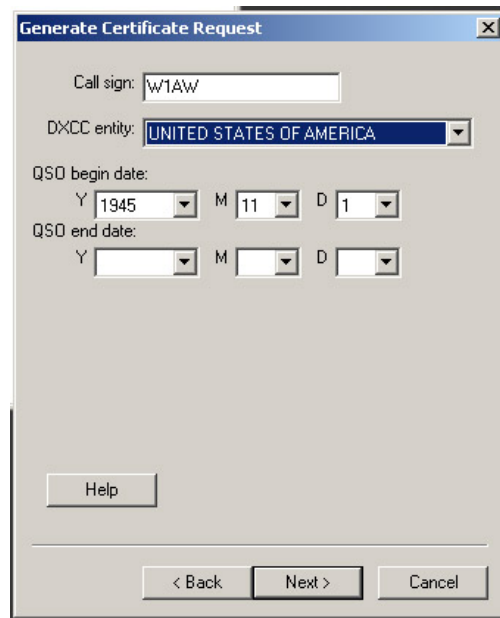 Generate Certificate Request
Call sign: W1AW
DXCC entity: UNITED STATES OF AMERICA
QSO begin date:
Y 1945 M 11 D 1
QSO end date:
Y M D
Help
< Back Next > Cancel